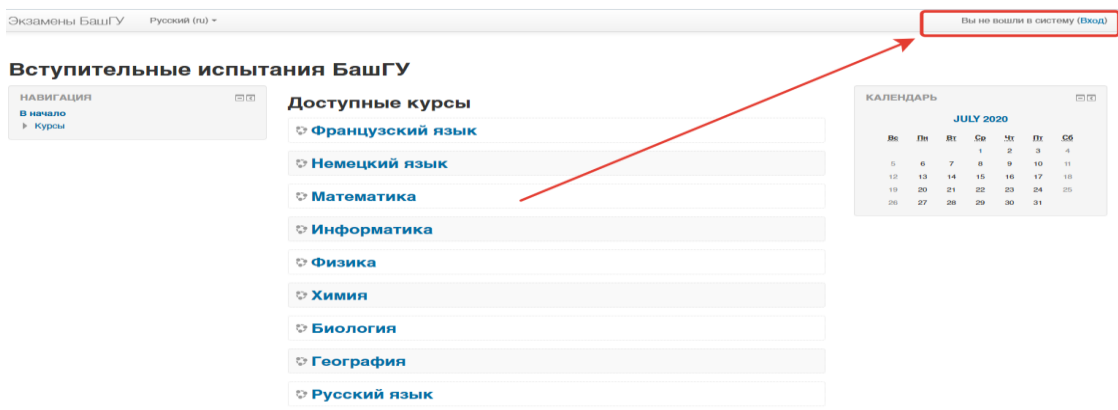 Экзамены БашГУ Русский (ru)
Вы не вошли в систему (Вход)
Вступительные испытания БашГУ
НАВИГАЦИЯ
В начало
Курсы
Доступные курсы
Французский язык
Немецкий язык
Математика
Информатика
Физика
Химия
Биология
География
Русский язык
КАЛЕНДАРЬ
JULY 2020
Вс Пн Вт Ср Чт Пт Сб
1 2 3 4
5 6 7 8 9 10 11
12 13 14 15 16 17 18
19 20 21 22 23 24 25
26 27 28 29 30 31